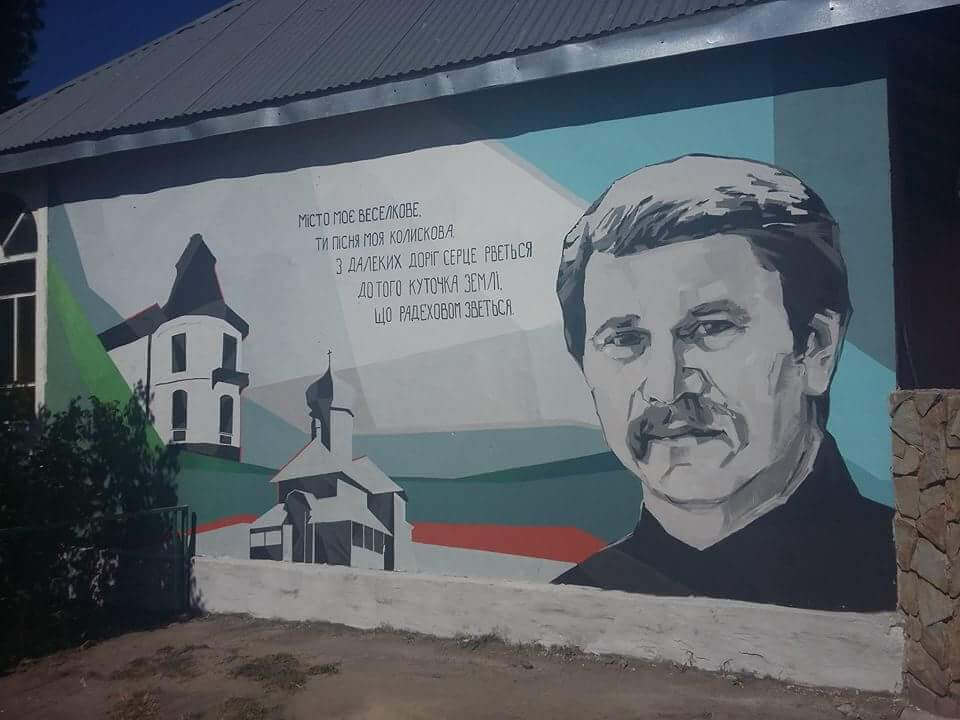 МІСТО МОЄ ВЕСЕЛКОВЕ,
ТИ ПІСНЯ МОЯ КОЛИСКОВА.
З ДАЛЕКИХ ДОРІГ СЕРЦЕ РВЕТЬСЯ
ДО ТОГО КУТОЧКА ЗЕМЛІ,
ЩО РАДЕХОВОМ ЗВЕТЬСЯ.